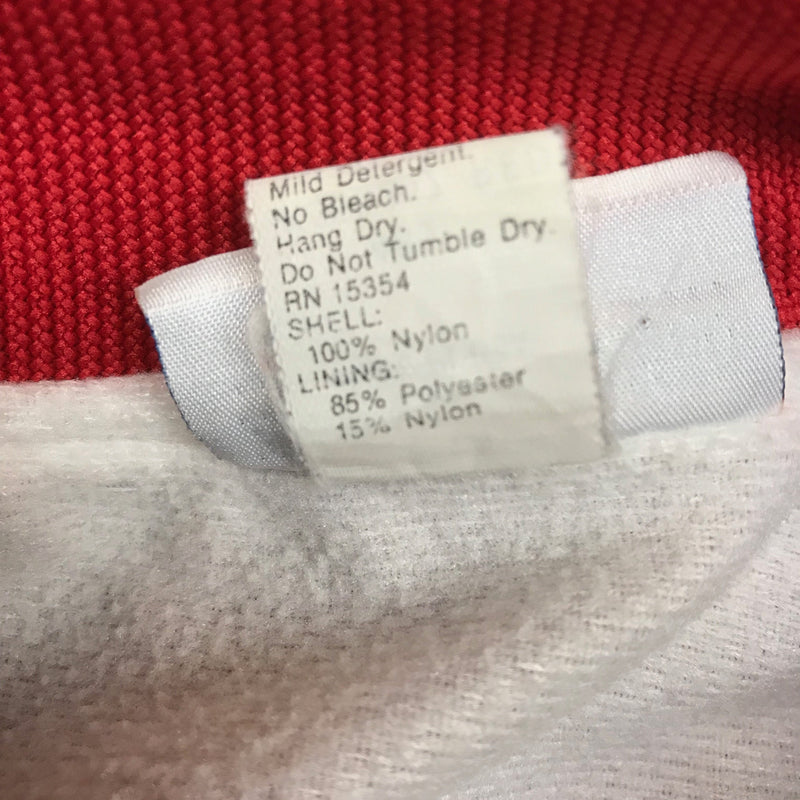 Mild Detergent.
No Bleach.
Hang Dry.
Do Not Tumble Dry.
RN 15354
SHELL:
100% Nylon
LINING:
85% Polyester
15% Nylon